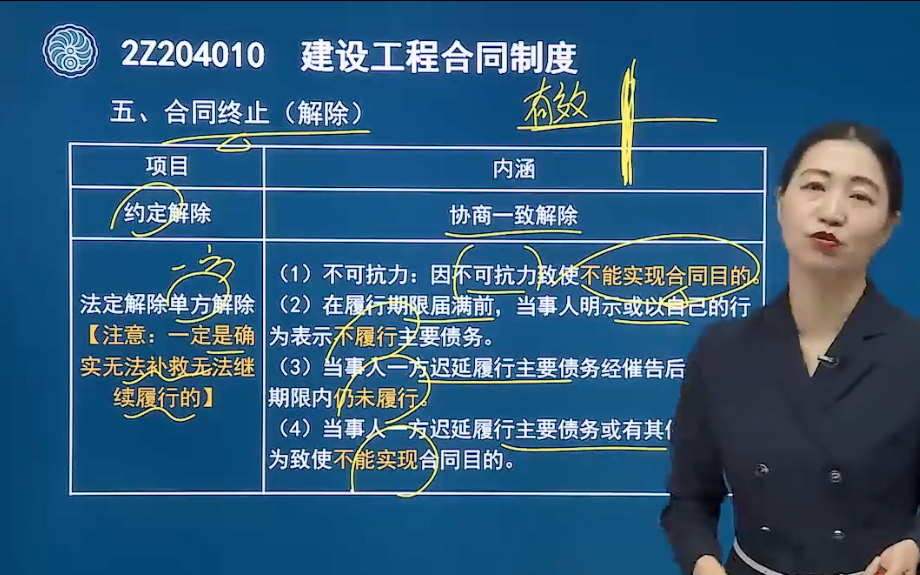 2Z204010 建设工程合同制度
五、合同终止（解除）
有效
项目
内涵
约定解除
协商一致解除
一方
法定解除单方解除
【注意：一定是确
实无法补救无法继
续履行的】
（1）不可抗力：因不可抗力致使不能实现合同目的。
（2）在履行期限届满前，当事人明示或以自己的行
为表示不履行主要债务。
（3）当事人一方迟延履行主要债务经催告后
期限内仍未履行。
（4）当事人一方迟延履行主要债务或有其
为致使不能实现合同目的。